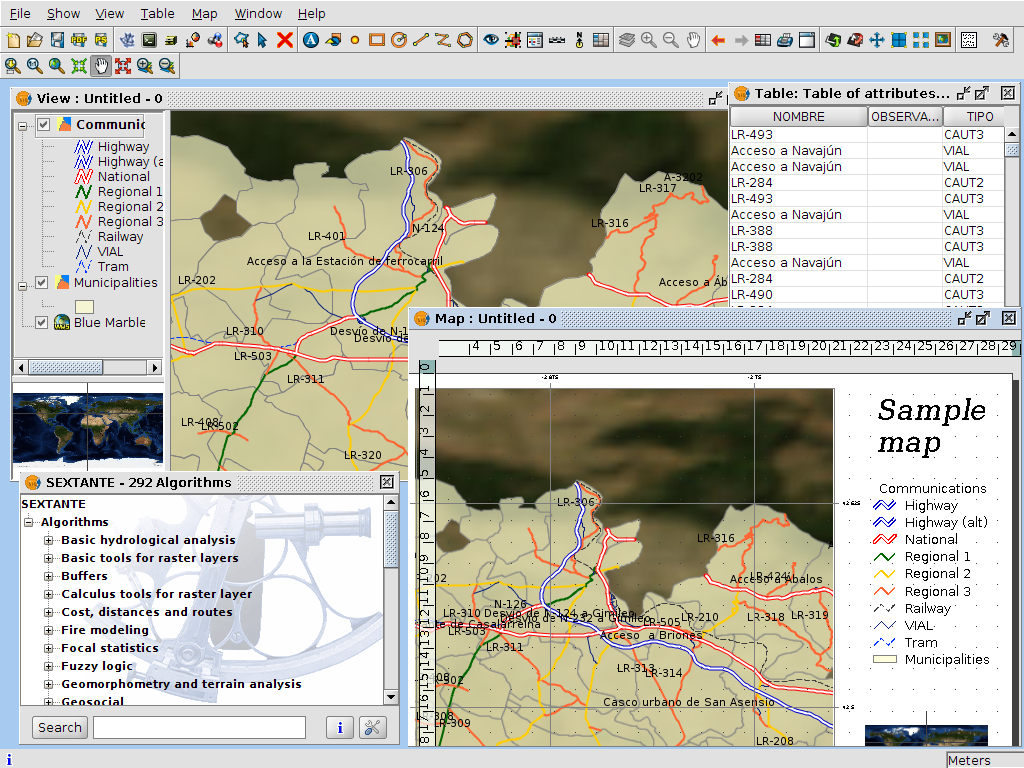 File Show View Table Map Window Help
View : Untitled - 0
Communic
Highway
Highway (a
National
Regional 1
Regional 2
Regional 3
Railway
VIAL
Tram
Municipalities
Blue Marble
LR-306
A-3202
LR-317
LR-316
N-124
LR-401
Acceso a la Estación de ferrocarril
LR-202
Acceso a Áb
LR-310
Desvío de N-1
Desvío de
LR-503
LR-311
LR-502
LR-320
Table: Table of attributes...
NOMBRE OBSERVA... TIPO
LR-493 CAUT3
Acceso a Navajún VIAL
Acceso a Navajún VIAL
LR-284 CAUT2
LR-493 CAUT3
Acceso a Navajún VIAL
LR-388 CAUT3
LR-388 CAUT3
Acceso a Navajún VIAL
LR-284 CAUT2
LR-490 CAUT3
SEXTANTE - 292 Algorithms
SEXTANTE
Algorithms
Basic hydrological analysis
Basic tools for raster layers
Buffers
Calculus tools for raster layer
Cost, distances and routes
Fire modeling
Focal statistics
Fuzzy logic
Geomorphometry and terrain analysis
Geosocial
Search
Map : Untitled - 0
4 5 6 7 8 9 10 11 12 13 14 15 16 17 18 19 20 21 22 23 24 25 26 27 28 29
0 1 2 3 4 5 6 7 8 9 10 11 12 13 14 15 16 17 18
LR-306
LR-316
Acceso a Ábalos
N-126
LR-310
Desvío de N-124 a Gimileo
Desvío de N-232 a Gimileo
LR-505
LR-210
LR-318
LR-319
LR-503
Acceso a Briones
LR-311
LR-313
LR-314
Casco urbano de San Asensio
LR-309
LR-208
Sample
map
Communications
Highway
Highway (alt)
National
Regional 1
Regional 2
Regional 3
Railway
VIAL
Tram
Municipalities
Meters